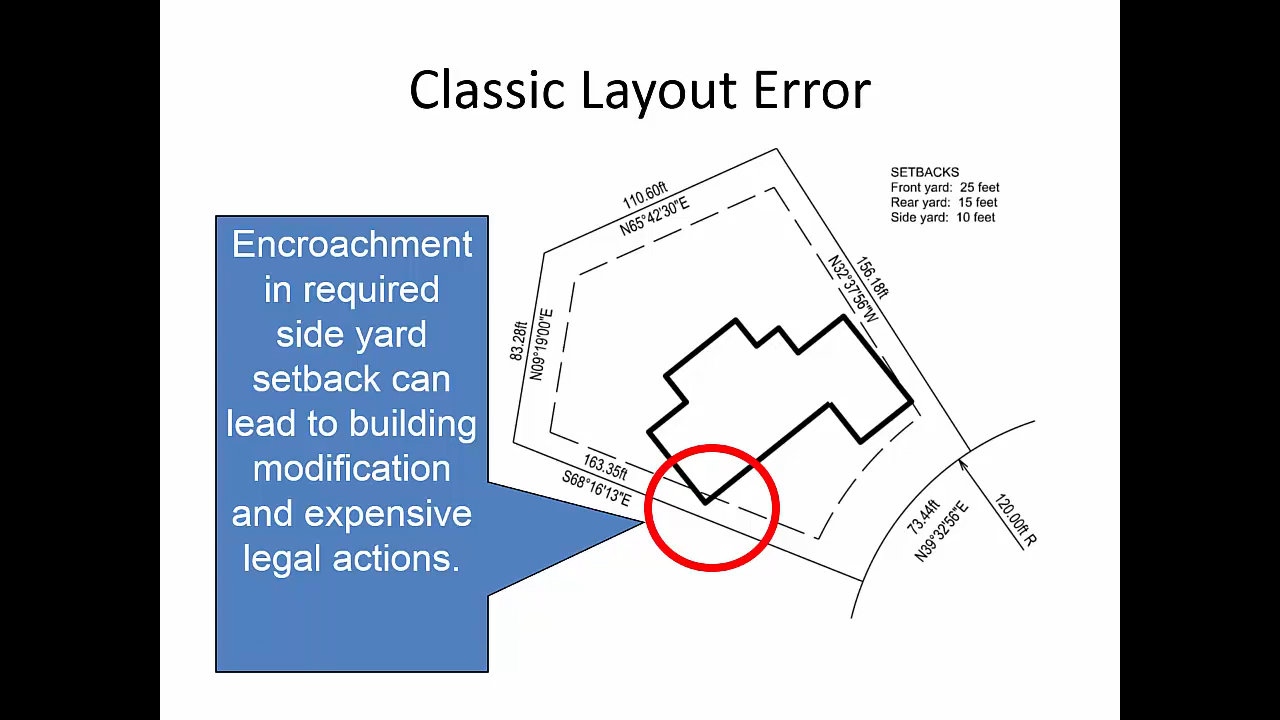 Classic Layout Error
SETBACKS
Front yard: 25 feet
Rear yard: 15 feet
Side yard: 10 feet
Encroachment
in required
side yard
setback can
lead to building
modification
and expensive
legal actions.
110.60ft
N65°42'30"E
156.18ft
N32°37'56"W
83.28ft
N09°19'00"E
163.35ft
S68°16'13"E
73.44ft
N39°32'56"E
120.00ft R